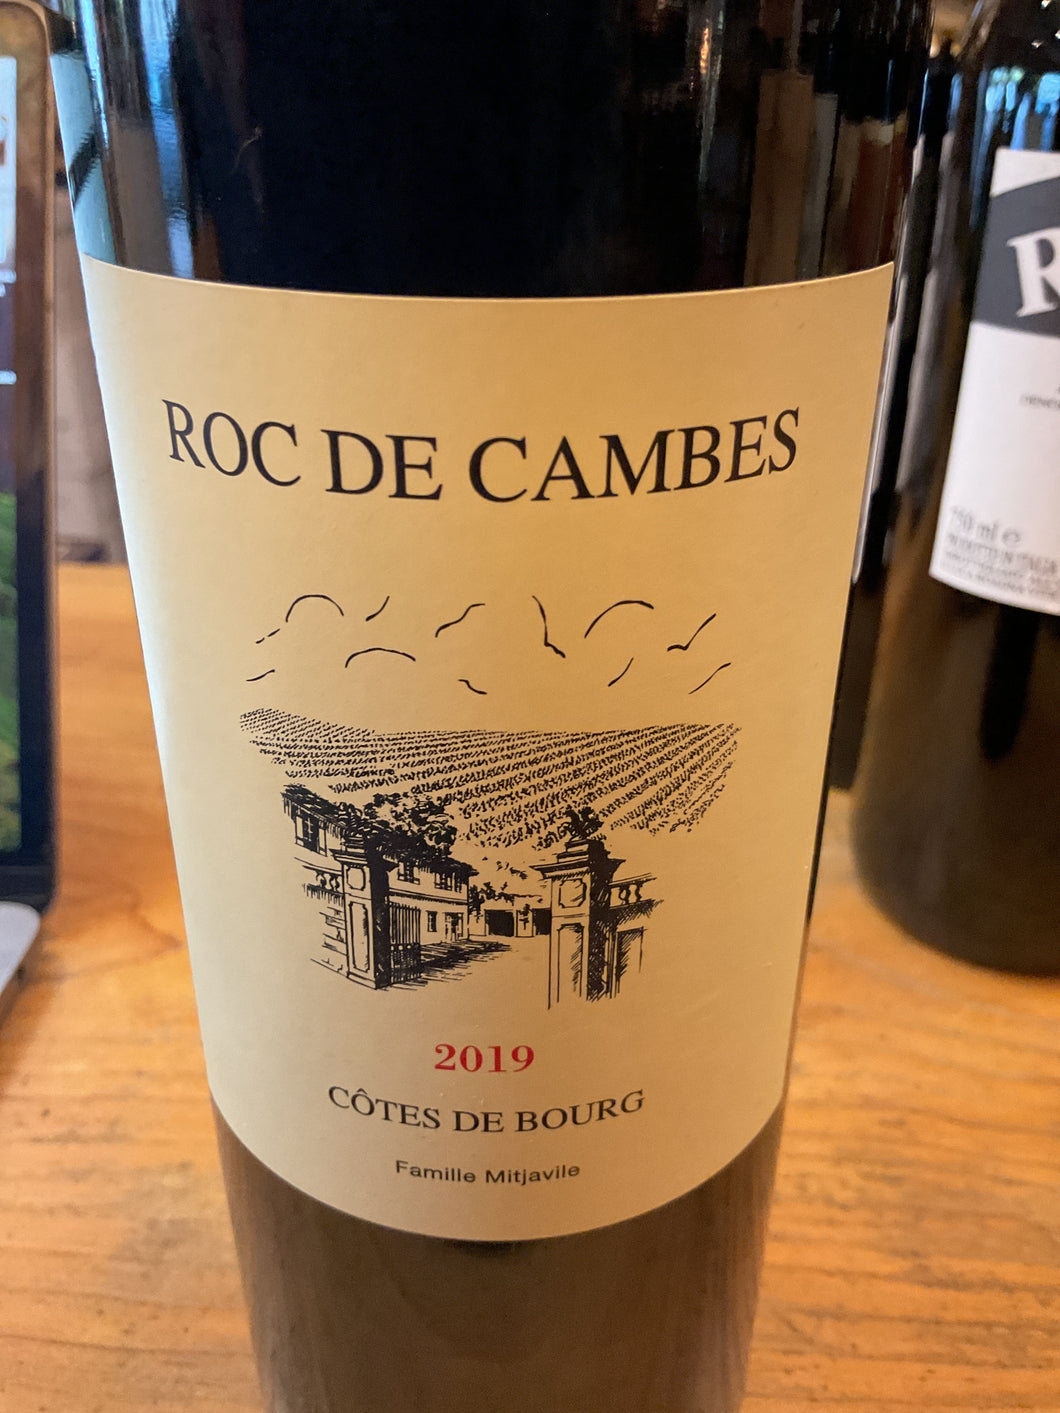 ROC DE CAMBES
2019
CÔTES DE BOURG
Famille Mitjavile
R
750 ml e